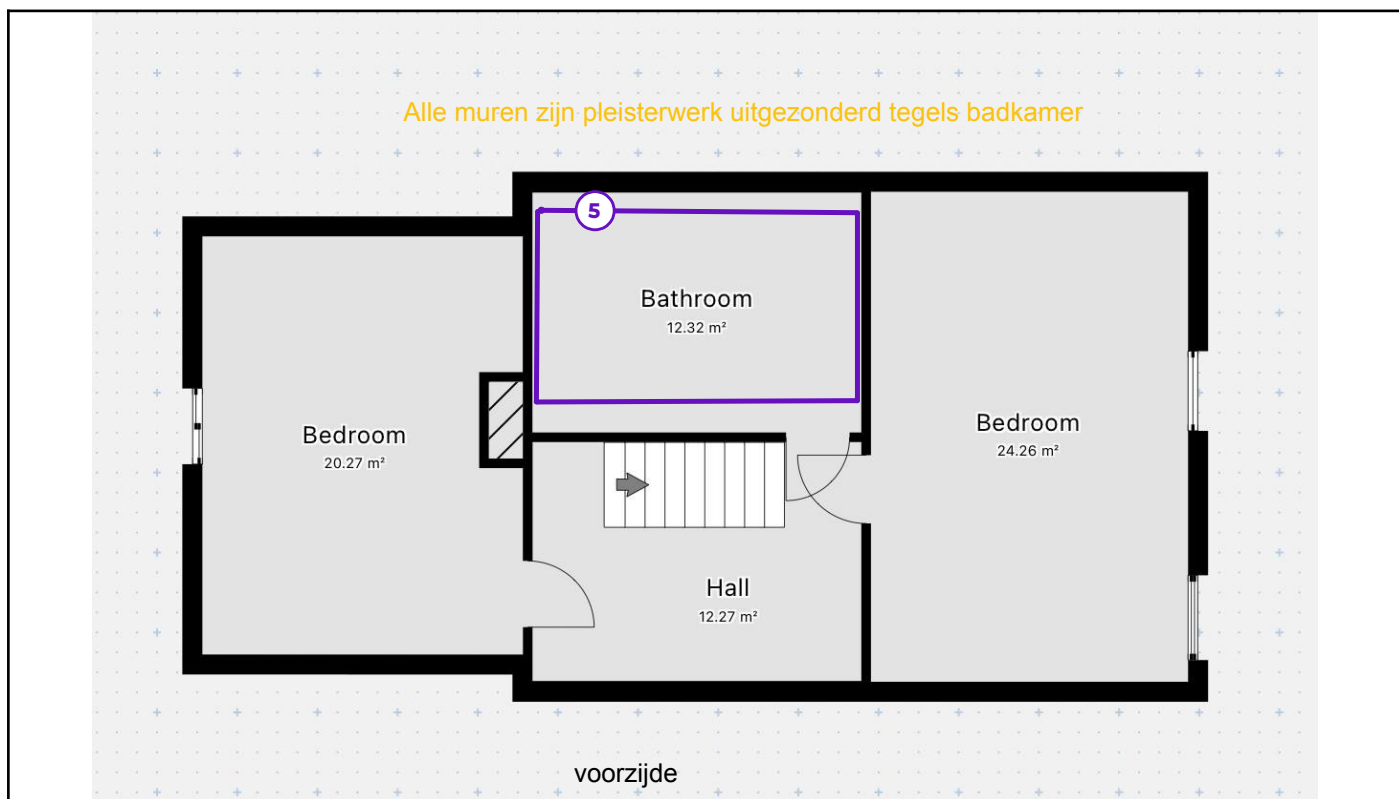 Alle muren zijn pleisterwerk uitgezonderd tegels badkamer
5
Bathroom
12.32 m²
Bedroom
20.27 m²
Bedroom
24.26 m²
Hall
12.27 m²
voorzijde